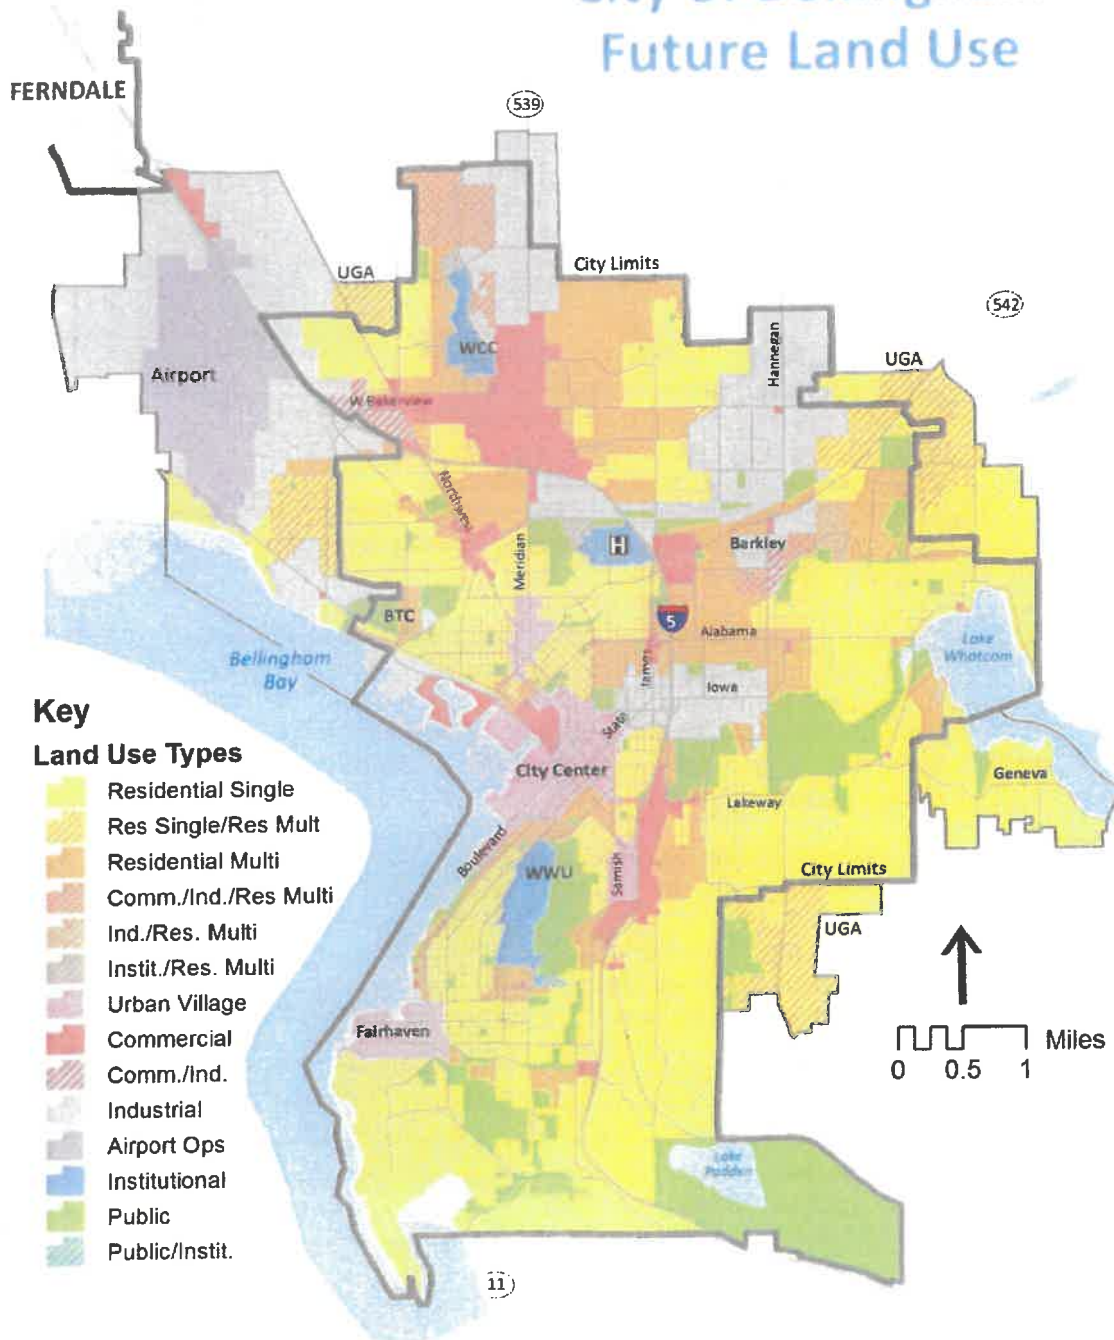 Future Land Use
FERNDALE
539
UGA
City Limits
542
Hannegan
UGA
WCC
Airport
W Bakerview
Northwest
Meridian
H
Barkley
BTC
5
Alabama
Lake
Whatcom
Bellingham
Bay
James
Iowa
State
City Center
Geneva
Lakeway
Boulevard
WWU
Samish
City Limits
UGA
Fairhaven
Miles
0 0.5 1
Lake
Padden
11
Key
Land Use Types
Residential Single
Res Single/Res Mult
Residential Multi
Comm./Ind./Res Multi
Ind./Res. Multi
Instit./Res. Multi
Urban Village
Commercial
Comm./Ind.
Industrial
Airport Ops
Institutional
Public
Public/Instit.